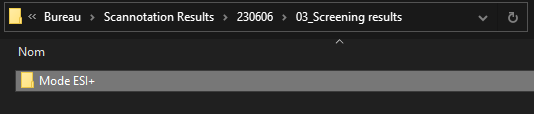 « Bureau > Scannotation Results > 230606 > 03_Screening results
Nom
Mode ESI+